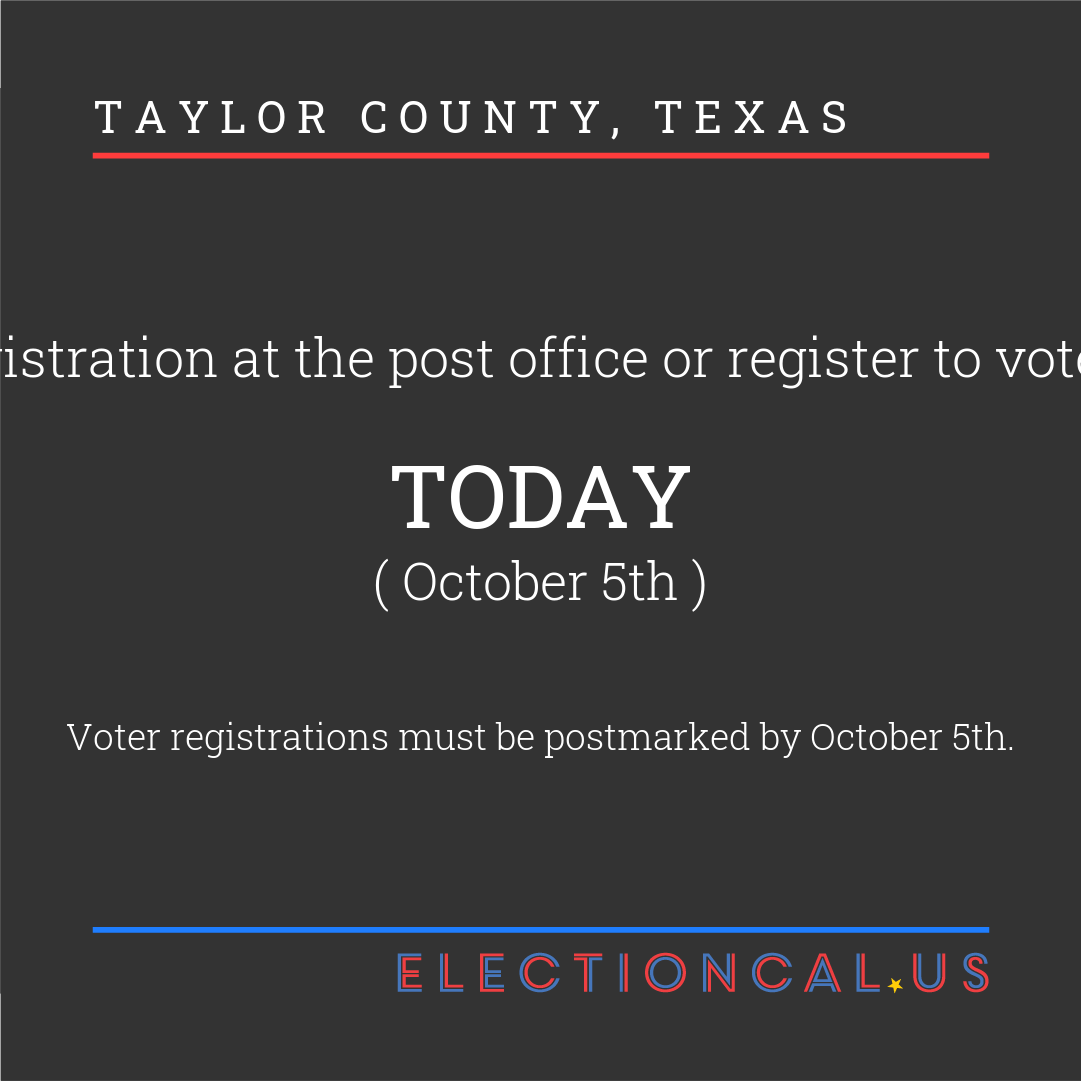 TAYLOR COUNTY, TEXAS
istration at the post office or register to vot
TODAY
( October 5th )
Voter registrations must be postmarked by October 5th.
ELECTIONCAL.US